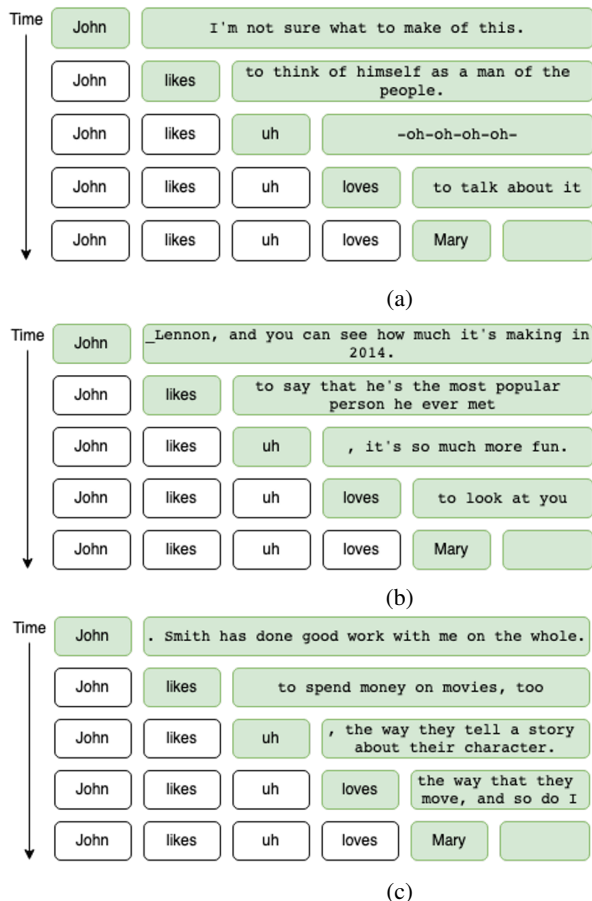 Time John I'm not sure what to make of this.
John likes to think of himself as a man of the
people.
John likes uh -oh-oh-oh-oh-
John likes uh loves to talk about it
John likes uh loves Mary
(a)
Time John _Lennon, and you can see how much it's making in
2014.
John likes to say that he's the most popular
person he ever met
John likes uh , it's so much more fun.
John likes uh loves to look at you
John likes uh loves Mary
(b)
Time John . Smith has done good work with me on the whole.
John likes to spend money on movies, too
John likes uh , the way they tell a story
about their character.
John likes uh loves the way that they
move, and so do I
John likes uh loves Mary
(c)